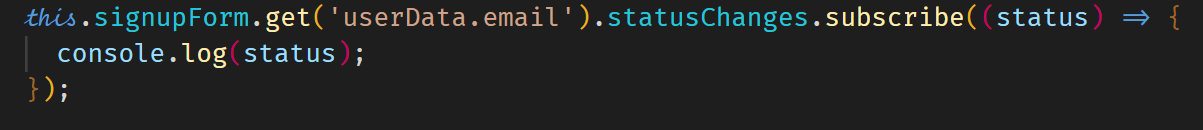 this.signupForm.get('userData.email').statusChanges.subscribe((status) => {
  console.log(status);
});